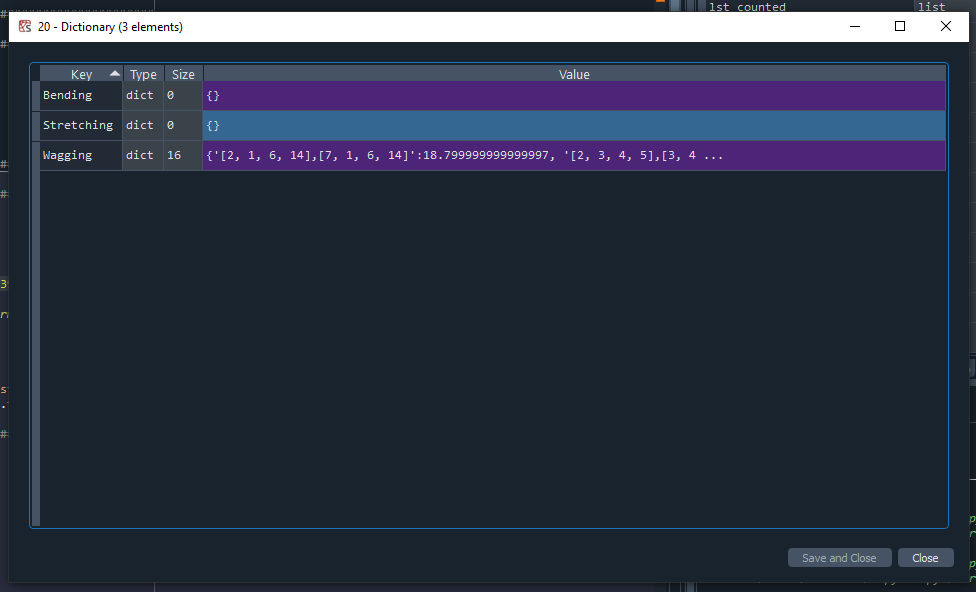 lst counted list
20 - Dictionary (3 elements)
Key Type Size Value
Bending dict 0 {}
Stretching dict 0 {}
Wagging dict 16 {'[2, 1, 6, 14],[7, 1, 6, 14]':18.799999999999997, '[2, 3, 4, 5],[3, 4 ...
Save and Close Close